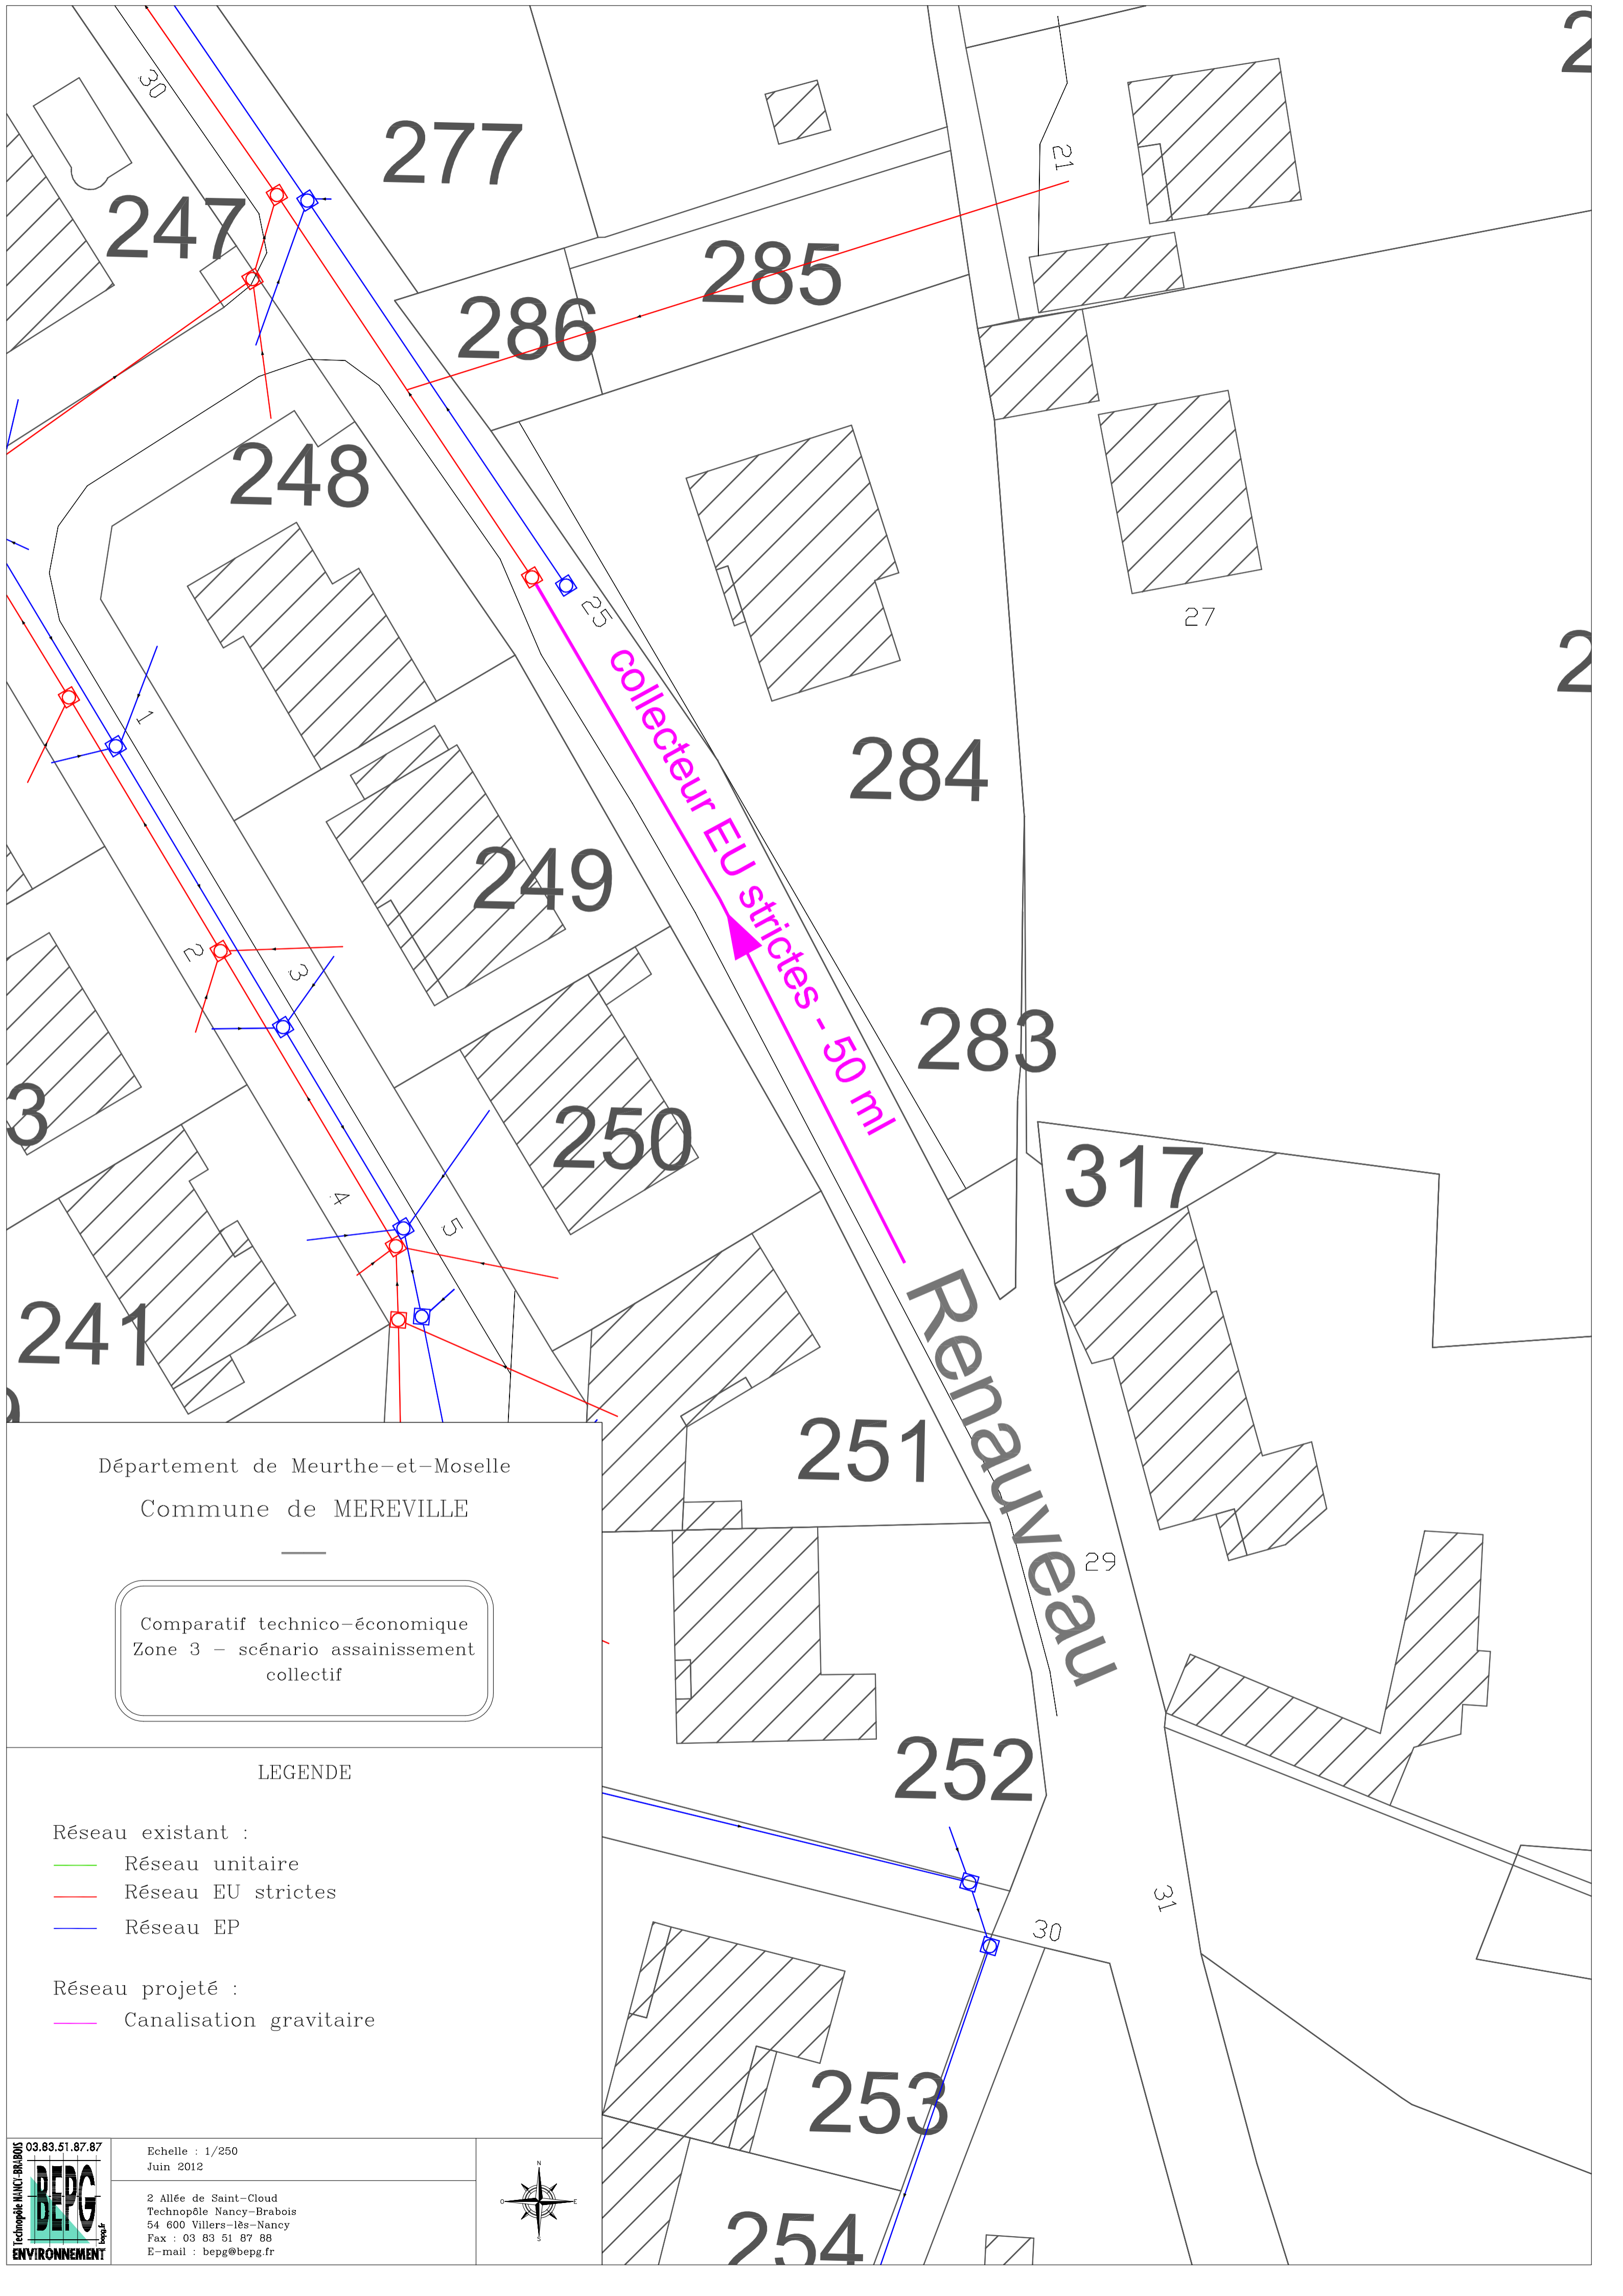 30
277
247
21
285
286
248
25
27
collecteur EU strictes - 50 ml
284
1
249
2
3
283
3
250
317
4
5
241
Renauveau
251
29
252
30
31
253
254
Département de Meurthe-et-Moselle
Commune de MEREVILLE
Comparatif technico-économique
Zone 3 - scénario assainissement
collectif
LEGENDE
Réseau existant :
Réseau unitaire
Réseau EU strictes
Réseau EP
Réseau projeté :
Canalisation gravitaire
03.83.51.87.87
Technopôle NANCY-BRABOIS
BEPG
bepg.fr
ENVIRONNEMENT
Echelle : 1/250
Juin 2012
2 Allée de Saint-Cloud
Technopôle Nancy-Brabois
54 600 Villers-lès-Nancy
Fax : 03 83 51 87 88
E-mail : bepg@bepg.fr
N
O
E
S